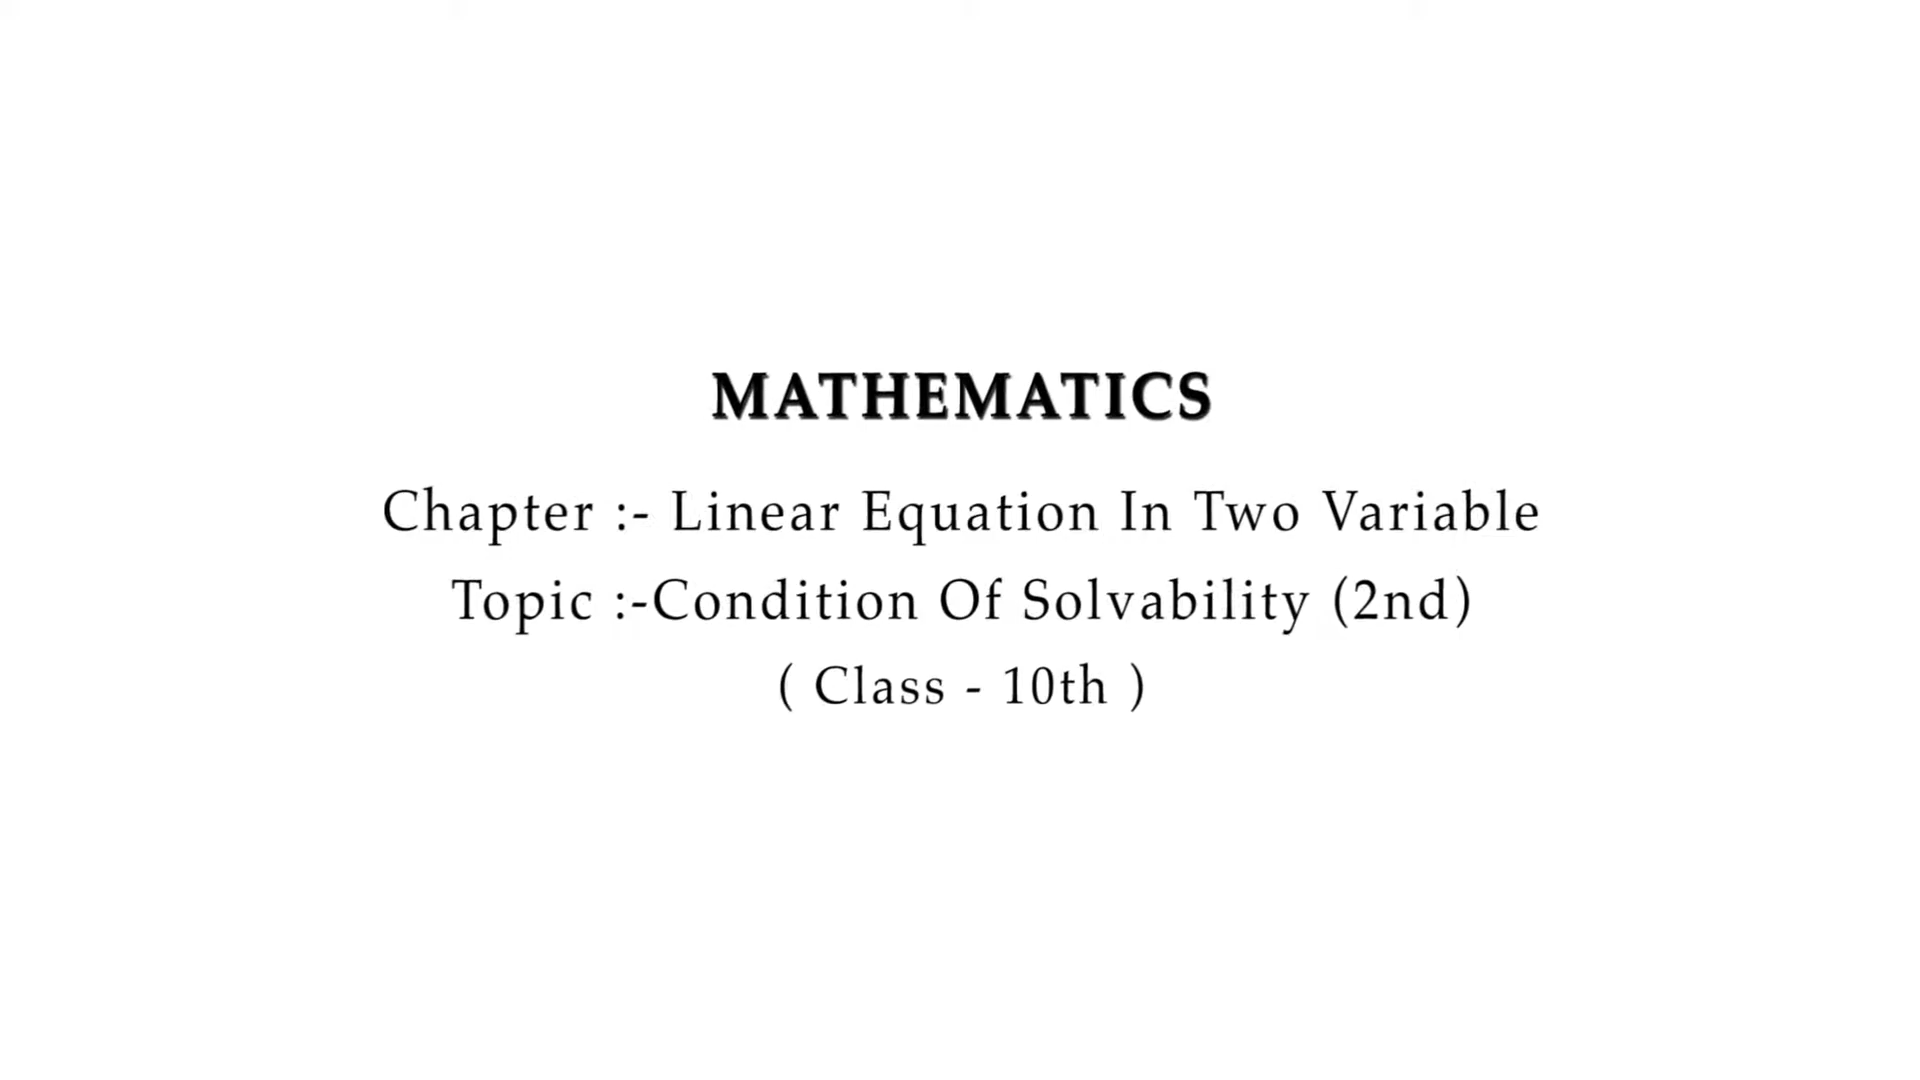 MATHEMATICS
Chapter :- Linear Equation In Two Variable
Topic :-Condition Of Solvability (2nd)
( Class - 10th )